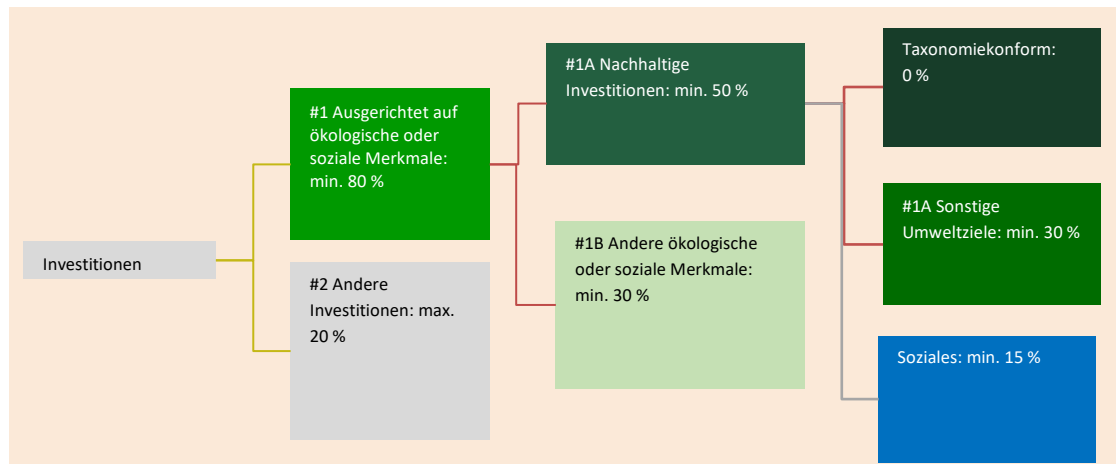 Investitionen
#1 Ausgerichtet auf
ökologische oder
soziale Merkmale:
min. 80 %
#2 Andere
Investitionen: max.
20 %
#1A Nachhaltige
Investitionen: min. 50 %
#1B Andere ökologische
oder soziale Merkmale:
min. 30 %
Taxonomiekonform:
0 %
#1A Sonstige
Umweltziele: min. 30 %
Soziales: min. 15 %